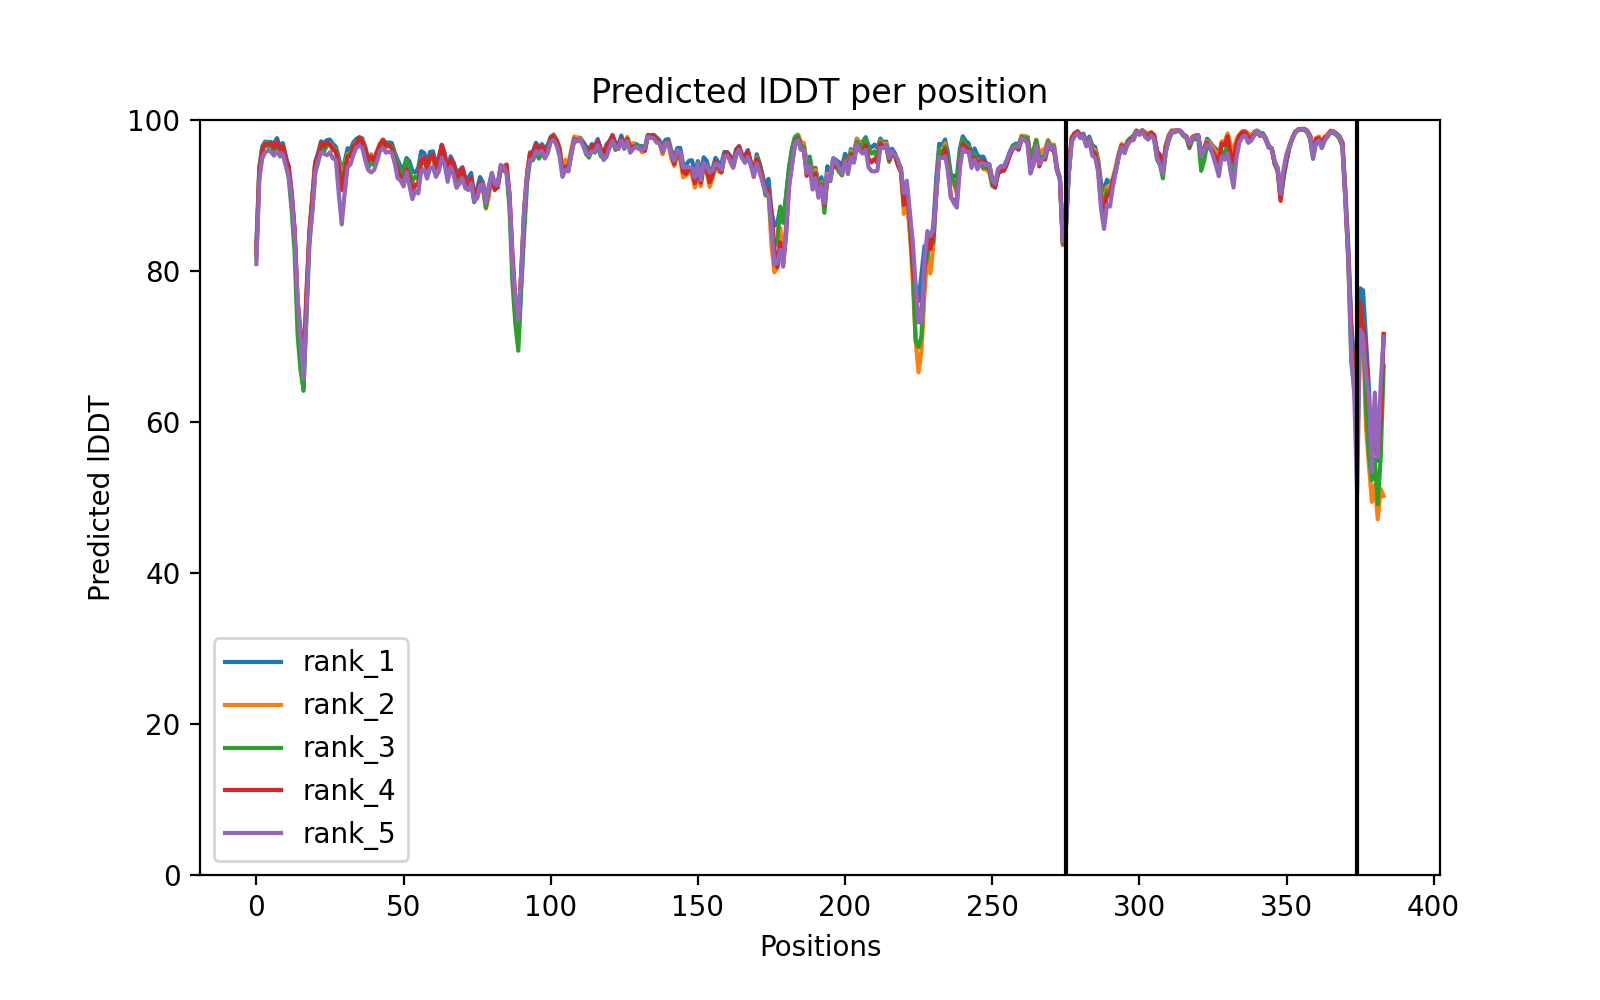 Predicted lDDT per position
100
80
60
40
20
0
Predicted lDDT
rank_1
rank_2
rank_3
rank_4
rank_5
0 50 100 150 200 250 300 350 400
Positions